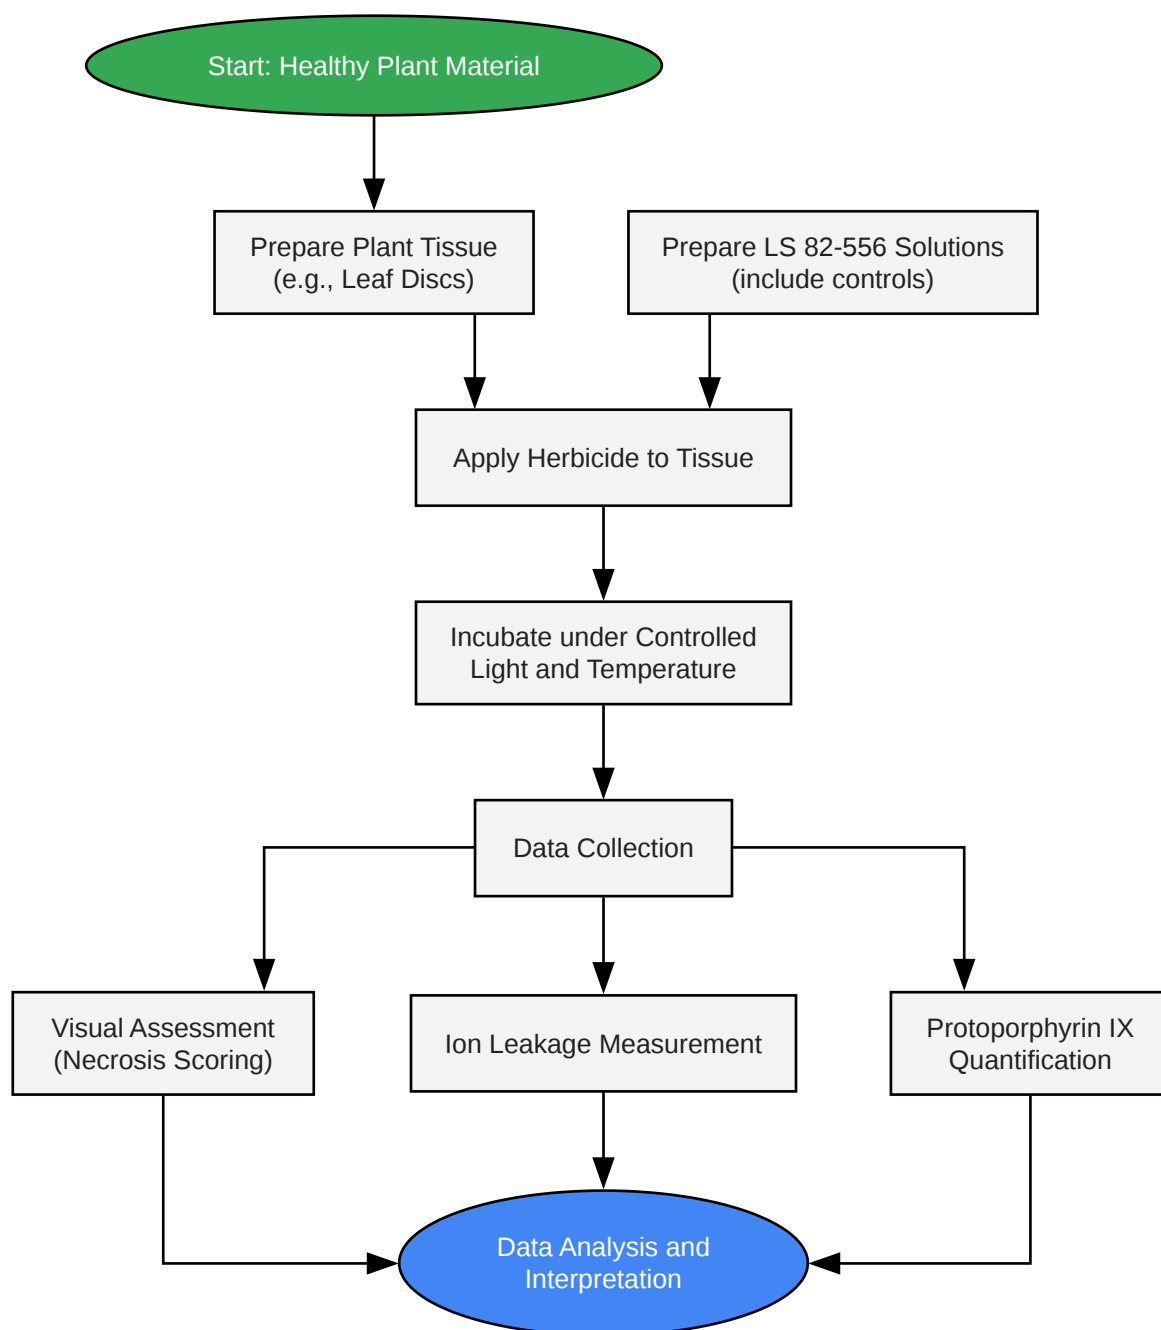 Start: Healthy Plant Material
Prepare Plant Tissue
(e.g., Leaf Discs)
Prepare LS 82-556 Solutions
(include controls)
Apply Herbicide to Tissue
Incubate under Controlled
Light and Temperature
Data Collection
Visual Assessment
(Necrosis Scoring)
Ion Leakage Measurement
Protoporphyrin IX
Quantification
Data Analysis and
Interpretation